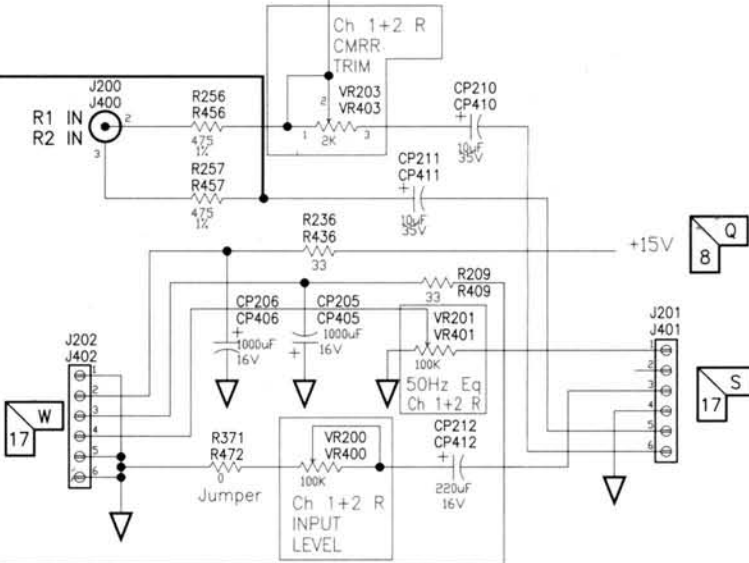 Ch 1+2 R
CMRR
TRIM
VR203
VR403
1
2
3
2K
J200
J400
R1 IN
R2 IN
2
3
R256
R456
475
1%
R257
R457
475
1%
CP210
CP410
+
10uF
35V
CP211
CP411
+
10uF
35V
R236
R436
33
+15V
Q
8
R209
R409
33
CP206
CP406
+
1000uF
16V
CP205
CP405
1000uF
+
16V
VR201
VR401
100K
50Hz Eq
Ch 1+2 R
J201
J401
1
2
3
4
5
6
S
17
J202
J402
1
2
3
4
5
6
W
17
R371
R472
0
Jumper
VR200
VR400
100K
Ch 1+2 R
INPUT
LEVEL
CP212
CP412
+
220uF
16V